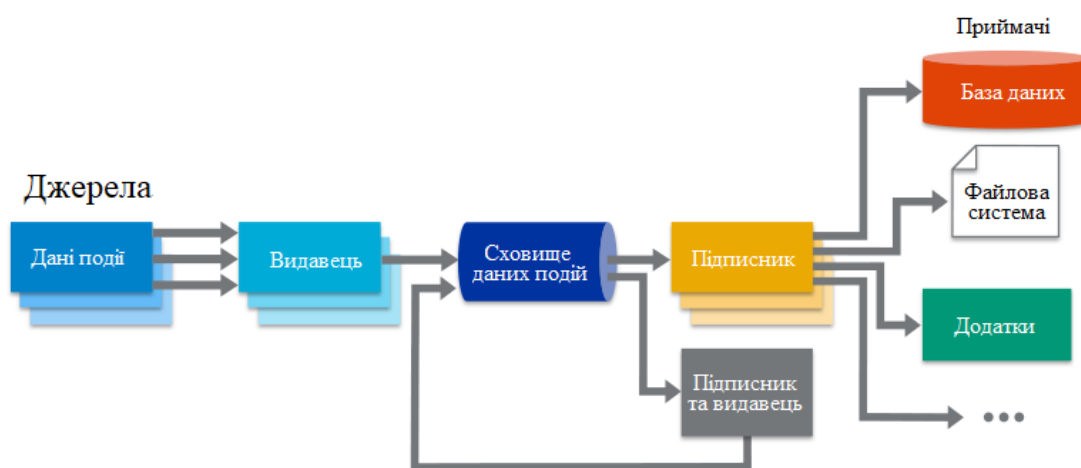 Приймачі
База даних
Джерела
Файлова
система
Дані події
Видавець
Сховище
даних подій
Підписник
Додатки
Підписник
та видавець